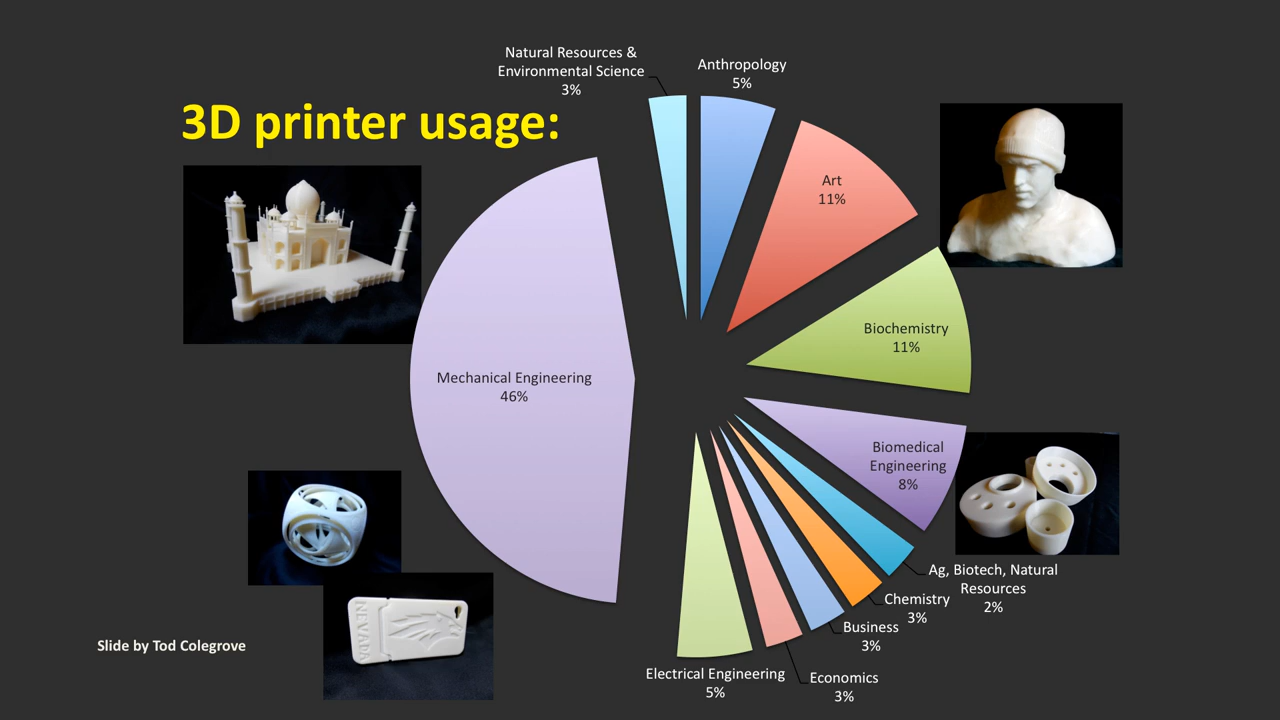 Natural Resources &
Environmental Science
3%
Anthropology
5%
3D printer usage:
Art
11%
Biochemistry
11%
Mechanical Engineering
46%
Biomedical
Engineering
8%
Ag, Biotech, Natural
Resources
2%
Chemistry
3%
Business
3%
Economics
3%
Electrical Engineering
5%
NEVADA
Slide by Tod Colegrove